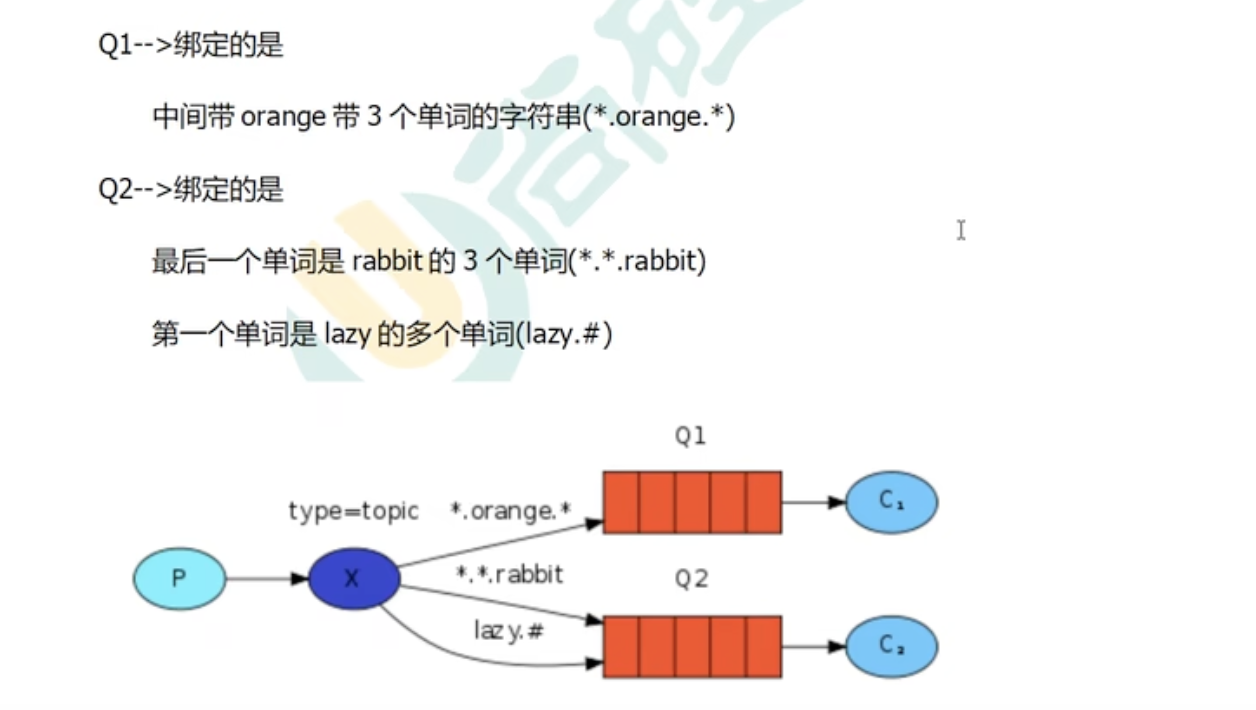 Q1-->绑定的是
中间带 orange 带 3 个单词的字符串(*.orange.*)
Q2-->绑定的是
最后一个单词是 rabbit 的 3 个单词(*.*.rabbit)
第一个单词是 lazy 的多个单词(lazy.#)
Q1
type=topic *.orange.*
C₁
P
X
*.*.rabbit
Q2
lazy.#
C₂